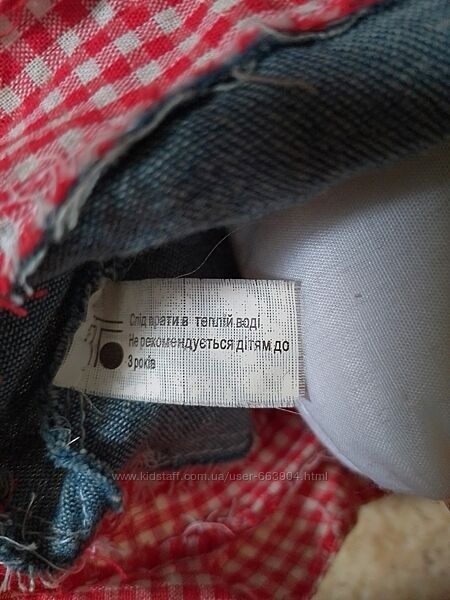 Слід прати в теплій воді
Не рекомендується дітям до
3 років
www.kidstaff.com.ua/user-663904.html